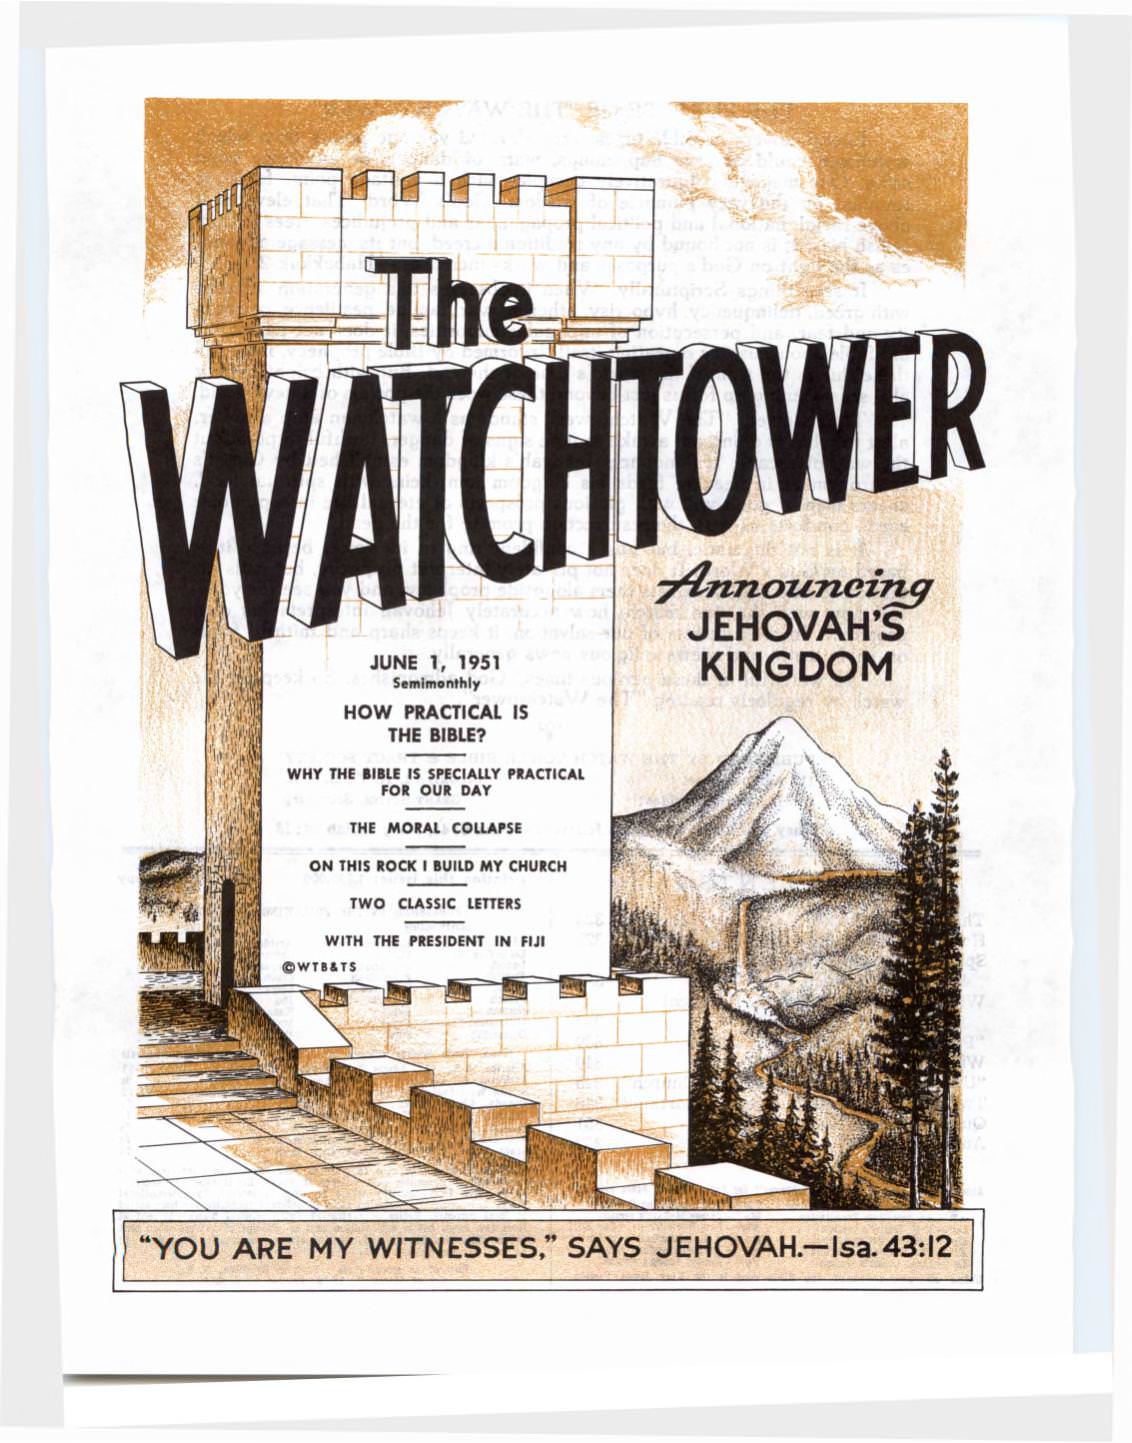 The
WATCHTOWER
Announcing
JEHOVAH'S
KINGDOM
JUNE 1, 1951
Semimonthly
HOW PRACTICAL IS
THE BIBLE?
WHY THE BIBLE IS SPECIALLY PRACTICAL
FOR OUR DAY
THE MORAL COLLAPSE
ON THIS ROCK I BUILD MY CHURCH
TWO CLASSIC LETTERS
WITH THE PRESIDENT IN FIJI
©WTB&TS
“YOU ARE MY WITNESSES,” SAYS JEHOVAH.—Isa. 43:12